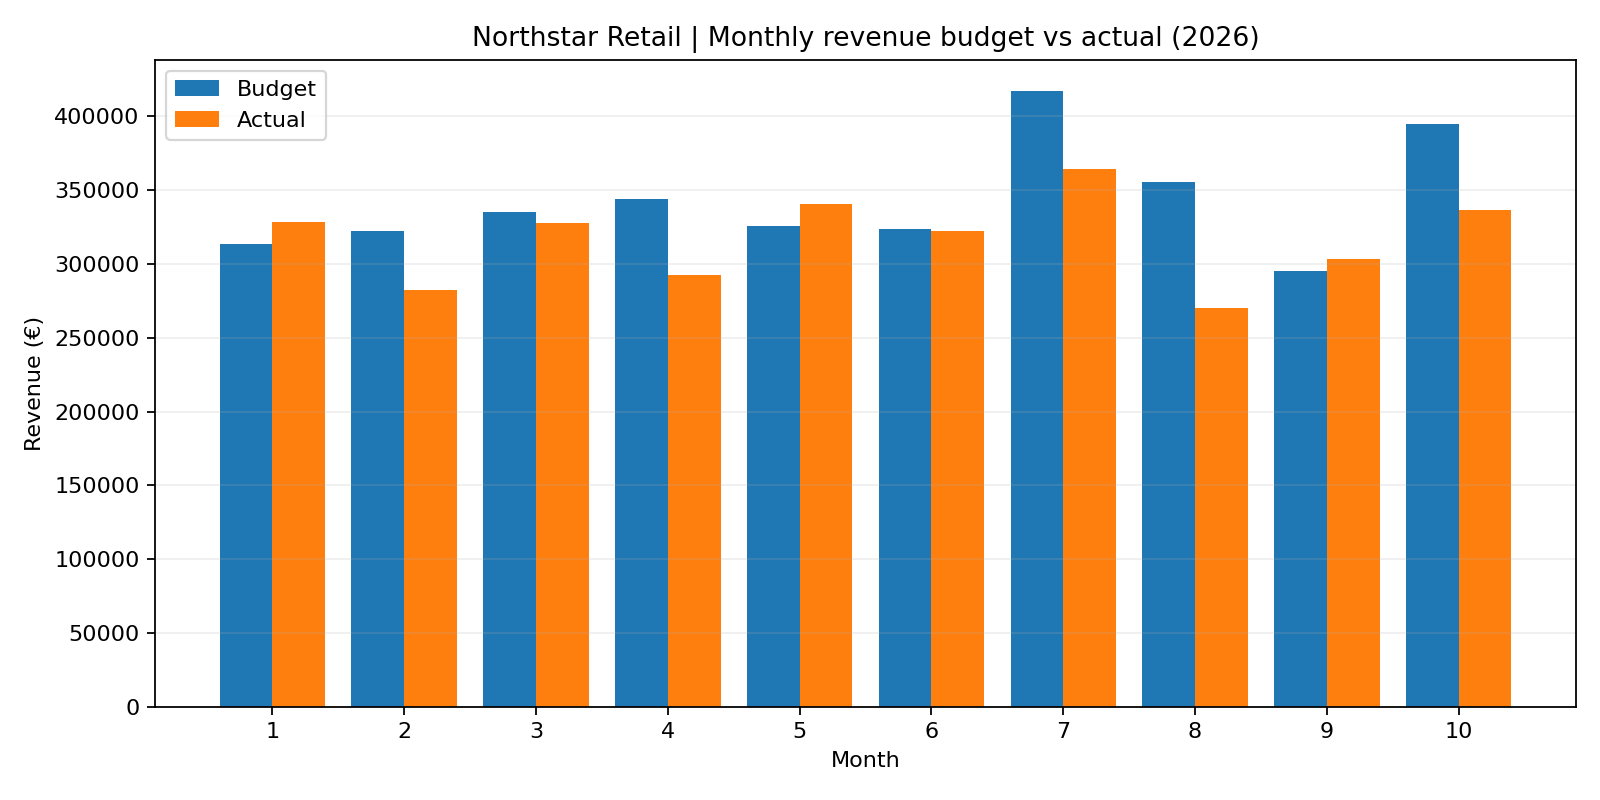 Northstar Retail | Monthly revenue budget vs actual (2026)
Budget
Actual
400000
350000
300000
250000
200000
150000
100000
50000
0
Revenue (€)
1 2 3 4 5 6 7 8 9 10
Month